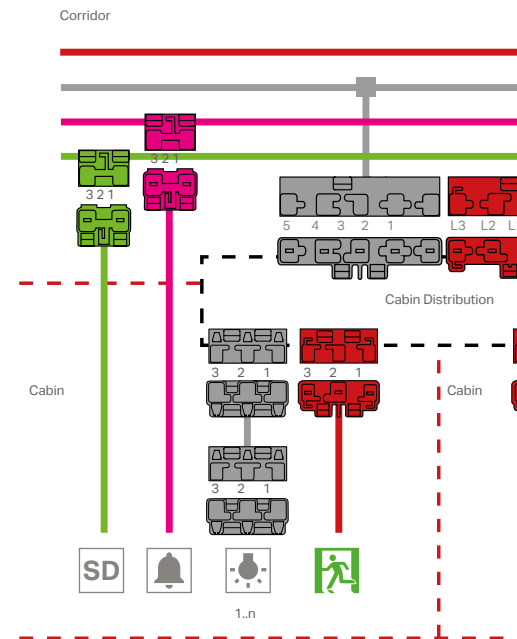 Corridor
3 2 1
3 2 1
5 4 3 2 1
L3 L2 L
Cabin Distribution
3 2 1
3 2 1
Cabin
Cabin
3 2 1
SD
1..n